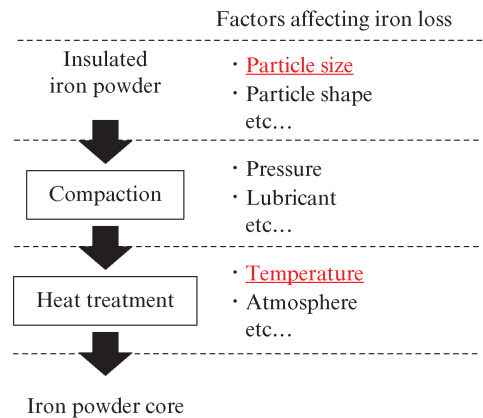 Factors affecting iron loss
Insulated
iron powder
・Particle size
・Particle shape
etc…
Compaction
・Pressure
・Lubricant
etc…
Heat treatment
・Temperature
・Atmosphere
etc…
Iron powder core